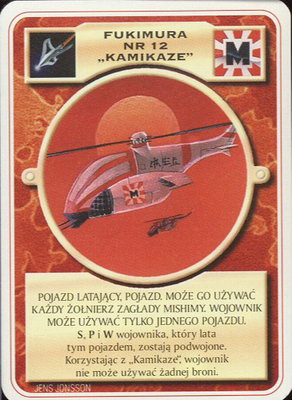 FUKIMURA
NR 12
„KAMIKAZE”
M
POJAZD LATAJĄCY, POJAZD. MOŻE GO UŻYWAĆ
KAŻDY ŻOŁNIERZ ZAGŁADY MISHIMY. WOJOWNIK
MOŻE UŻYWAĆ TYLKO JEDNEGO POJAZDU.
S, P i W wojownika, który lata
tym pojazdem, zostają podwojone.
Korzystając z „Kamikaze”, wojownik
nie może używać żadnej broni.
JENS JONSSON